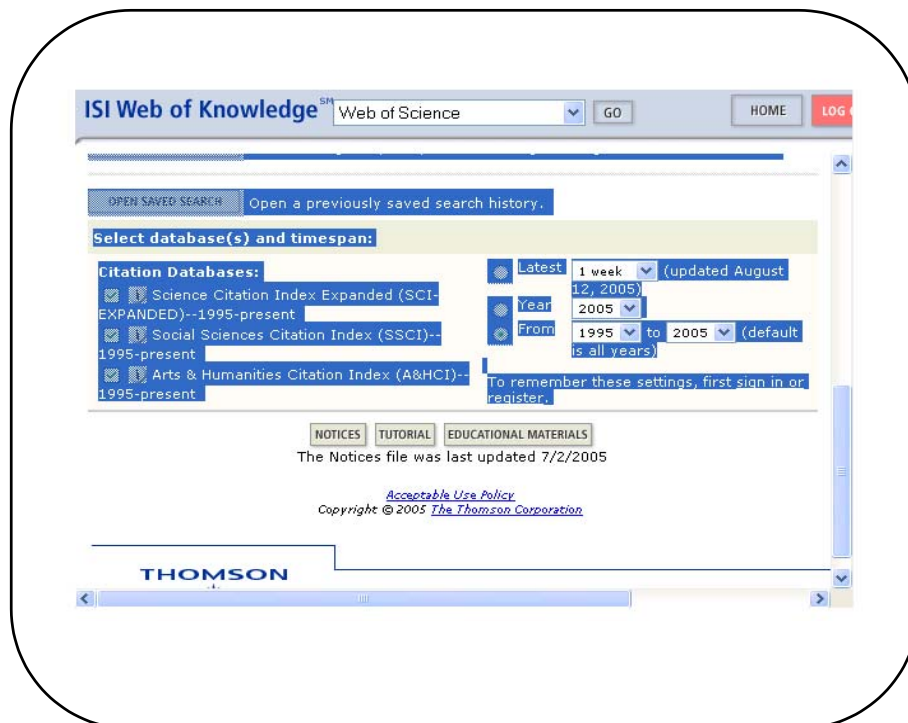 ISI Web of Knowledge SM Web of Science GO HOME LOG
OPEN SAVED SEARCH Open a previously saved search history.
Select database(s) and timespan:
Citation Databases:
Science Citation Index Expanded (SCI-
EXPANDED)--1995-present
Social Sciences Citation Index (SSCI)--
1995-present
Arts & Humanities Citation Index (A&HCI)--
1995-present
Latest 1 week (updated August
12, 2005)
Year 2005
From 1995 to 2005 (default
is all years)
To remember these settings, first sign in or
register.
NOTICES TUTORIAL EDUCATIONAL MATERIALS
The Notices file was last updated 7/2/2005
Acceptable Use Policy
Copyright © 2005 The Thomson Corporation
THOMSON